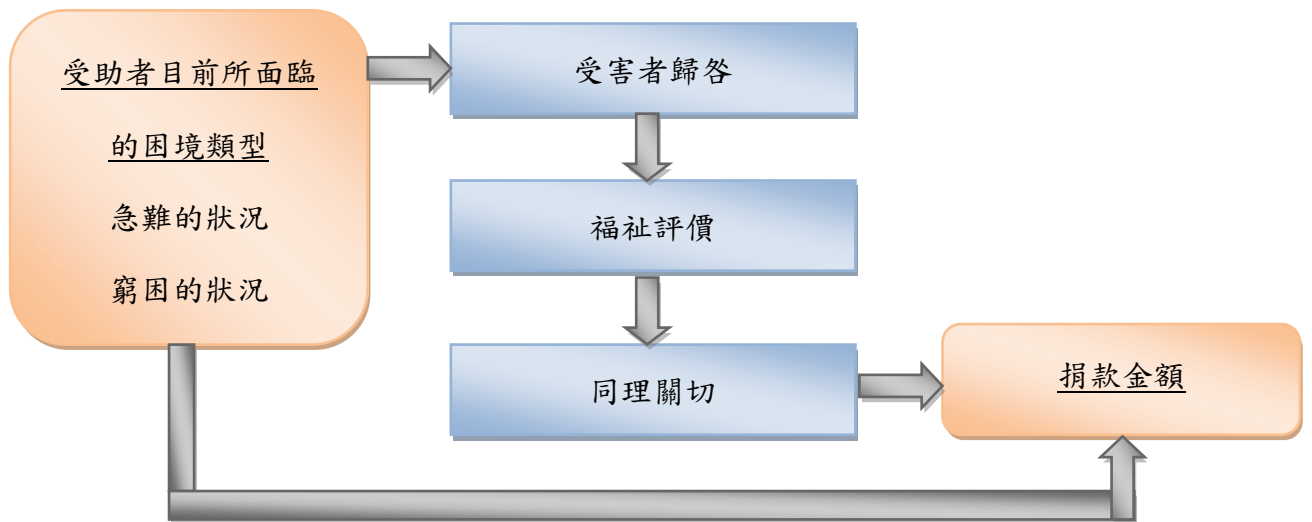 受助者目前所面臨
的困境類型
急難的狀況
窮困的狀況
受害者歸咎
福祉評價
同理關切
捐款金額